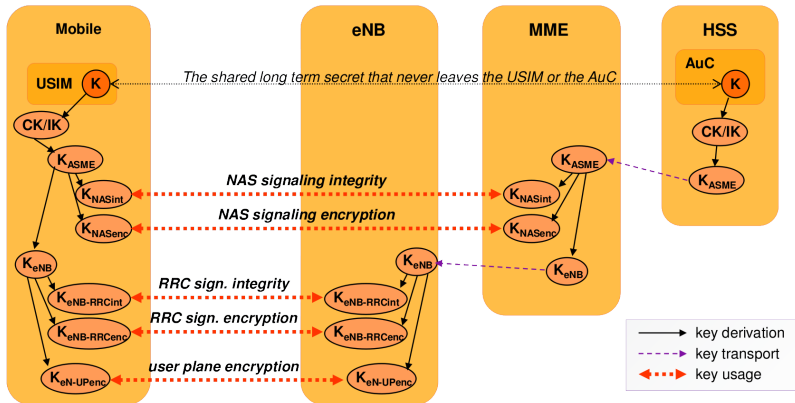 Mobile
eNB
MME
HSS
AuC
USIM
K
The shared long term secret that never leaves the USIM or the AuC
K
CK/IK
CK/IK
KASME
KASME
KASME
NAS signaling integrity
KNASint
KNASint
NAS signaling encryption
KNASenc
KNASenc
KeNB
KeNB
KeNB
RRC sign. integrity
KeNB-RRCint
KeNB-RRCint
RRC sign. encryption
KeNB-RRCenc
KeNB-RRCenc
user plane encryption
KeN-UPenc
KeN-UPenc
key derivation
key transport
key usage